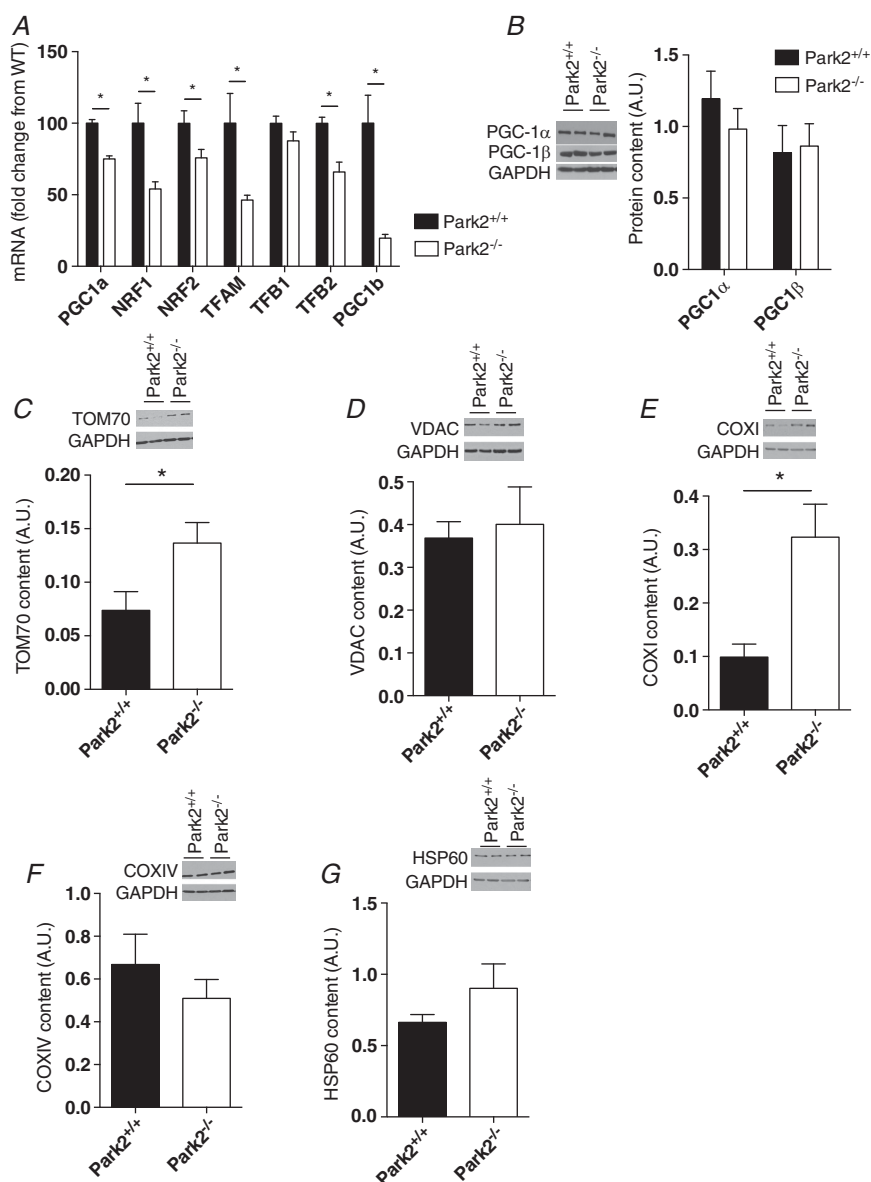 A
mRNA (fold change from WT)
150
100
50
0
*
*
*
*
*
*
PGC1a
NRF1
NRF2
TFAM
TFB1
TFB2
PGC1b
Park2+/+
Park2-/-
B
Park2+/+
Park2-/-
PGC-1α
PGC-1β
GAPDH
Protein content (A.U.)
1.5
1.0
0.5
0.0
PGC1α
PGC1β
Park2+/+
Park2-/-
C
Park2+/+
Park2-/-
TOM70
GAPDH
TOM70 content (A.U.)
0.20
0.15
0.10
0.05
0.00
*
Park2+/+
Park2-/-
D
Park2+/+
Park2-/-
VDAC
GAPDH
VDAC content (A.U.)
0.5
0.4
0.3
0.2
0.1
0.0
Park2+/+
Park2-/-
E
Park2+/+
Park2-/-
COXI
GAPDH
COXI content (A.U.)
0.4
0.3
0.2
0.1
0.0
*
Park2+/+
Park2-/-
F
Park2+/+
Park2-/-
COXIV
GAPDH
COXIV content (A.U.)
1.0
0.8
0.6
0.4
0.2
0.0
Park2+/+
Park2-/-
G
Park2+/+
Park2-/-
HSP60
GAPDH
HSP60 content (A.U.)
1.5
1.0
0.5
0.0
Park2+/+
Park2-/-